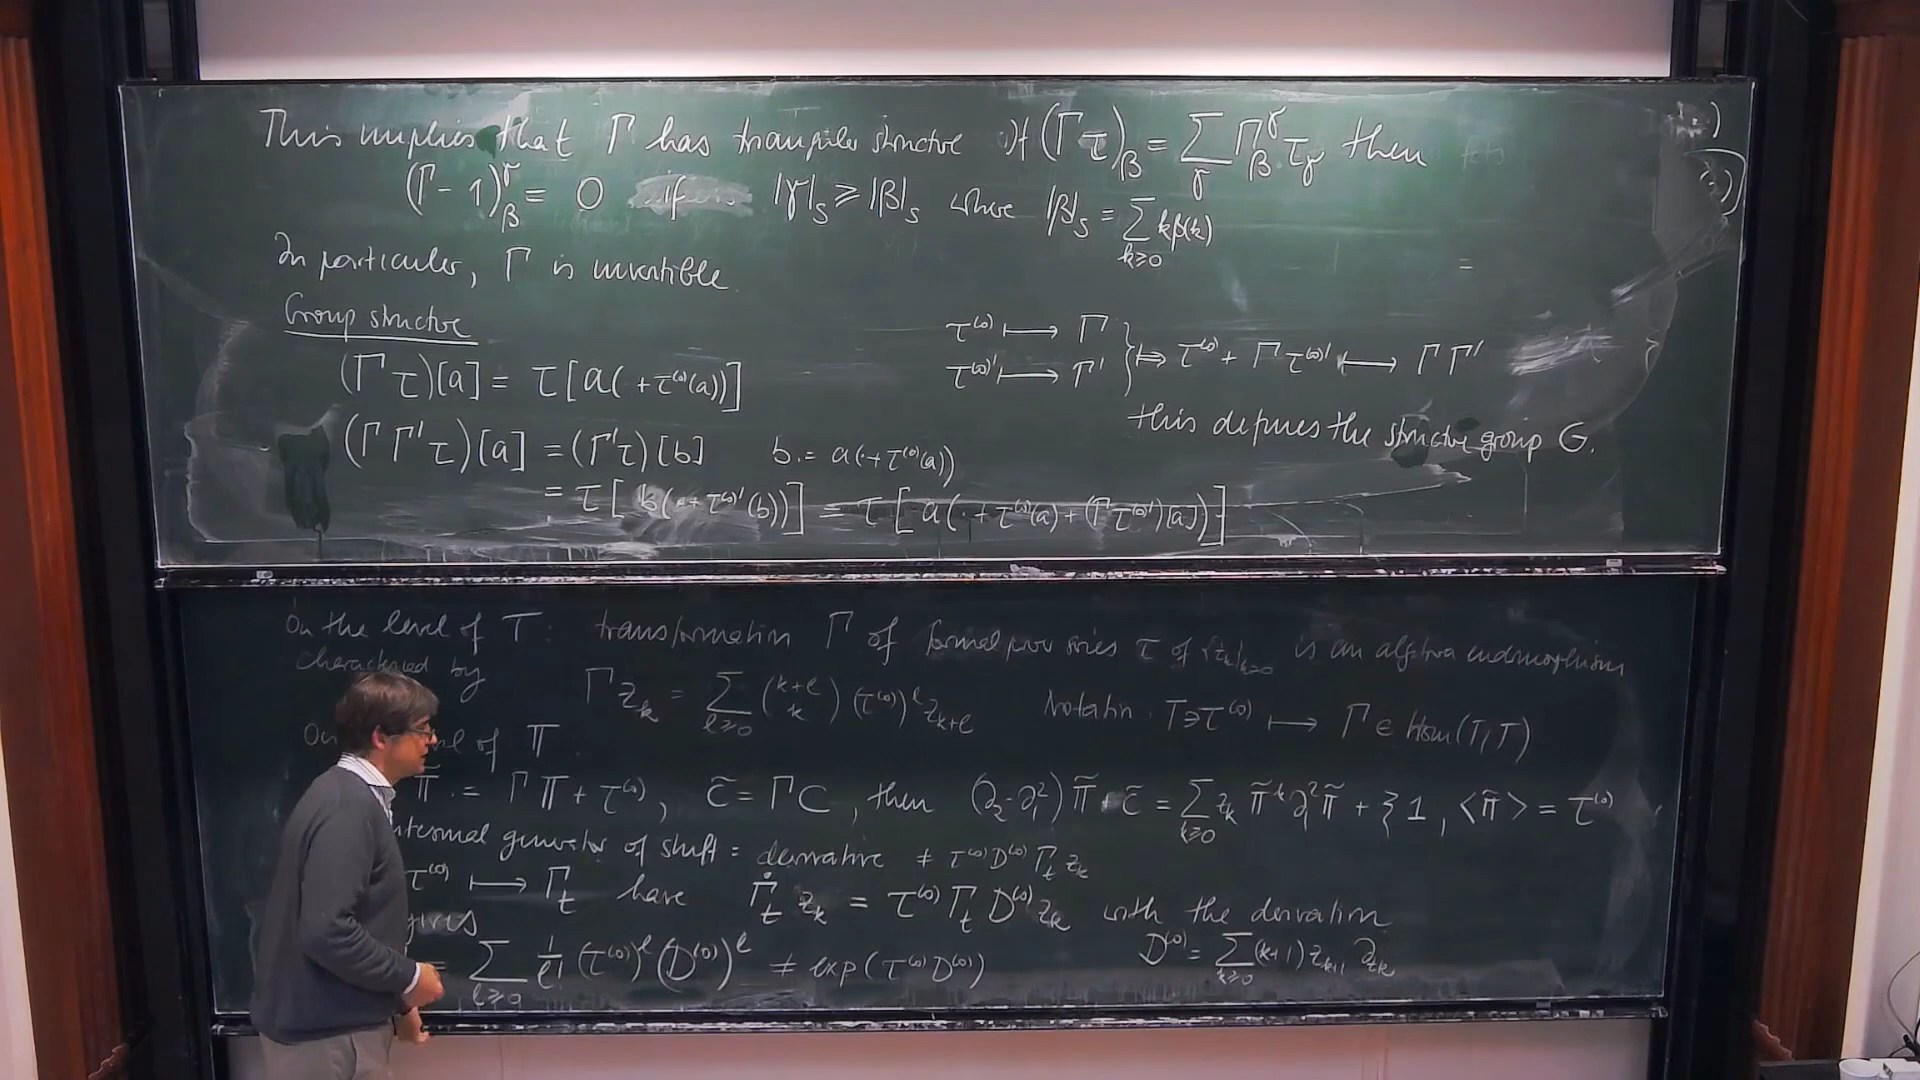 This implies that Γ has triangular structure if (Γτ)_β = ∑_γ Γ_β^γ τ_γ then
(Γ-1)_β^γ = 0 if |γ|_s ≥ |β|_s where |β|_s = ∑_{k≥0} kβ(k)
In particular, Γ is invertible.
=
Group structure
(Γτ)[a] = τ[a(·+τ^{(0)}(a))]
τ^{(0)} ⟼ Γ
τ^{(0)'} ⟼ Γ' } ⟾ τ^{(0)} + Γτ^{(0)'} ⟼ ΓΓ'
this defines the structure group G.
(ΓΓ'τ)[a] = (Γ'τ)[b] b := a(·+τ^{(0)}(a))
= τ[b(·+τ^{(0)'}(b))] = τ[a(·+τ^{(0)}(a)+(Γτ^{(0)'})[a])]
On the level of T: transformation Γ of formal power series τ of {z_k}_{k≥0} is an algebra endomorphism
characterized by Γz_k = ∑_{l≥0} (k+l choose k) (τ^{(0)})^l z_{k+l} Notation: T∋τ^{(0)} ⟼ Γ ∈ Hom(T,T)
of Π
Π̃ := ΓΠ + τ^{(0)}, c̃ = Γc, then (∂_2-∂_1^2)Π̃ + c̃ = ∑_{k≥0} z_k Π̃^k ∂_1^2 Π̃ + ξ1, <Π̃> = τ^{(0)}
generator of shift = derivative ≠ τ^{(0)}D^{(0)}Γ_t z_k
τ^{(0)} ⟼ Γ_t have Γ̇_t z_k = τ^{(0)}Γ_t D^{(0)}z_k with the derivation
gives D^{(0)} = ∑_{k≥0} (k+1) z_{k+1} ∂_{z_k}
= ∑_{l≥0} 1/l! (τ^{(0)})^l (D^{(0)})^l ≠ exp(τ^{(0)}D^{(0)})